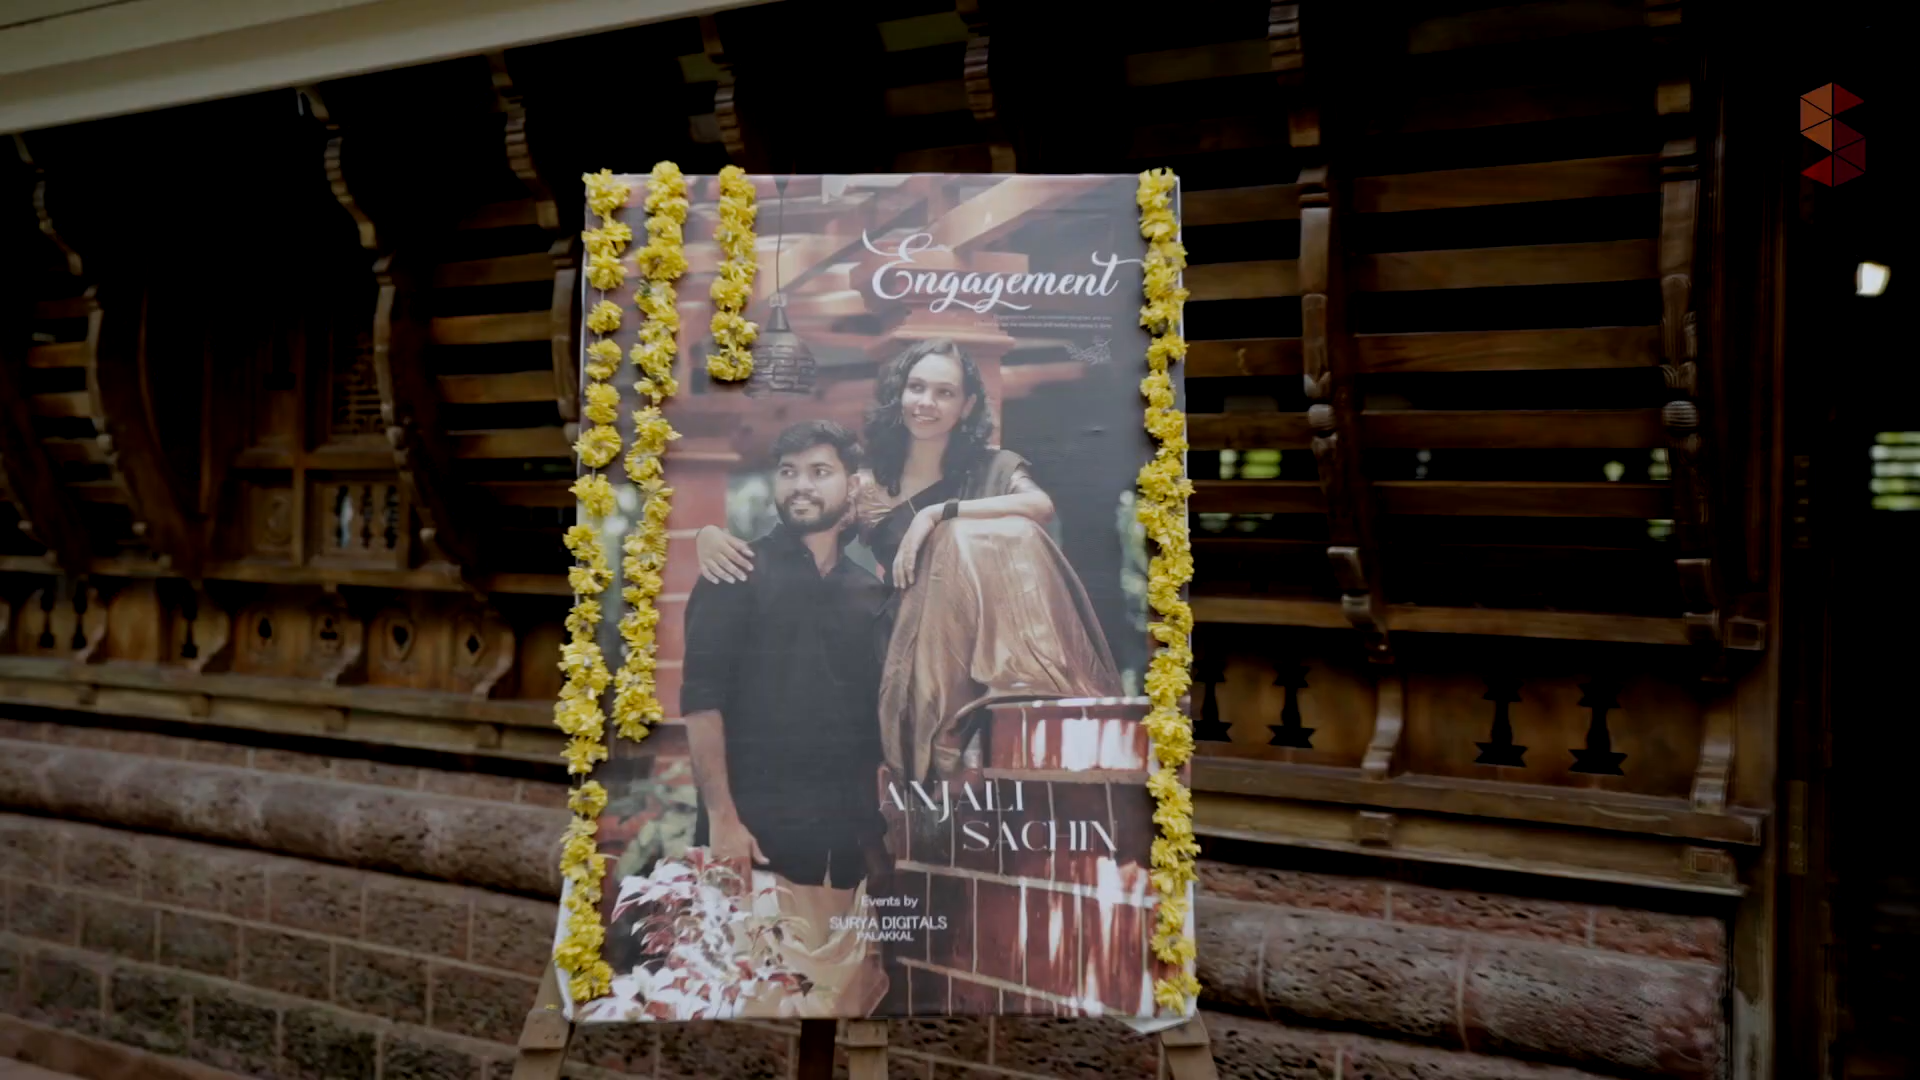 Engagement
ANJALI
SACHIN
Events by
SURYA DIGITALS
PALAKKAL